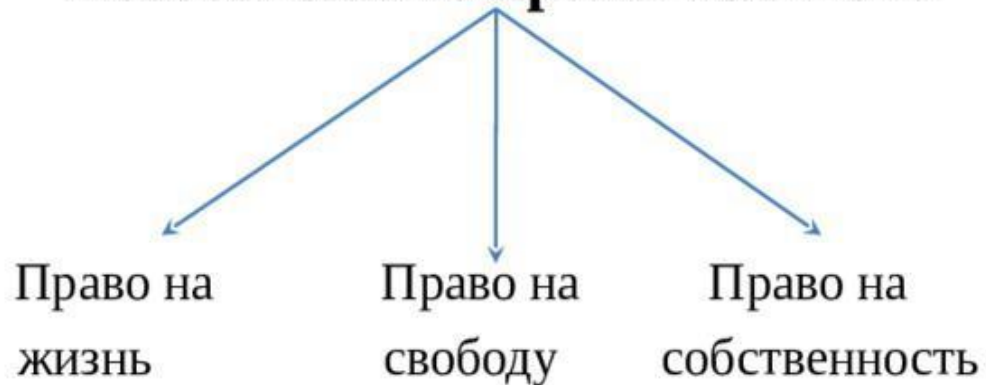 Право на
жизнь
Право на
свободу
Право на
собственность